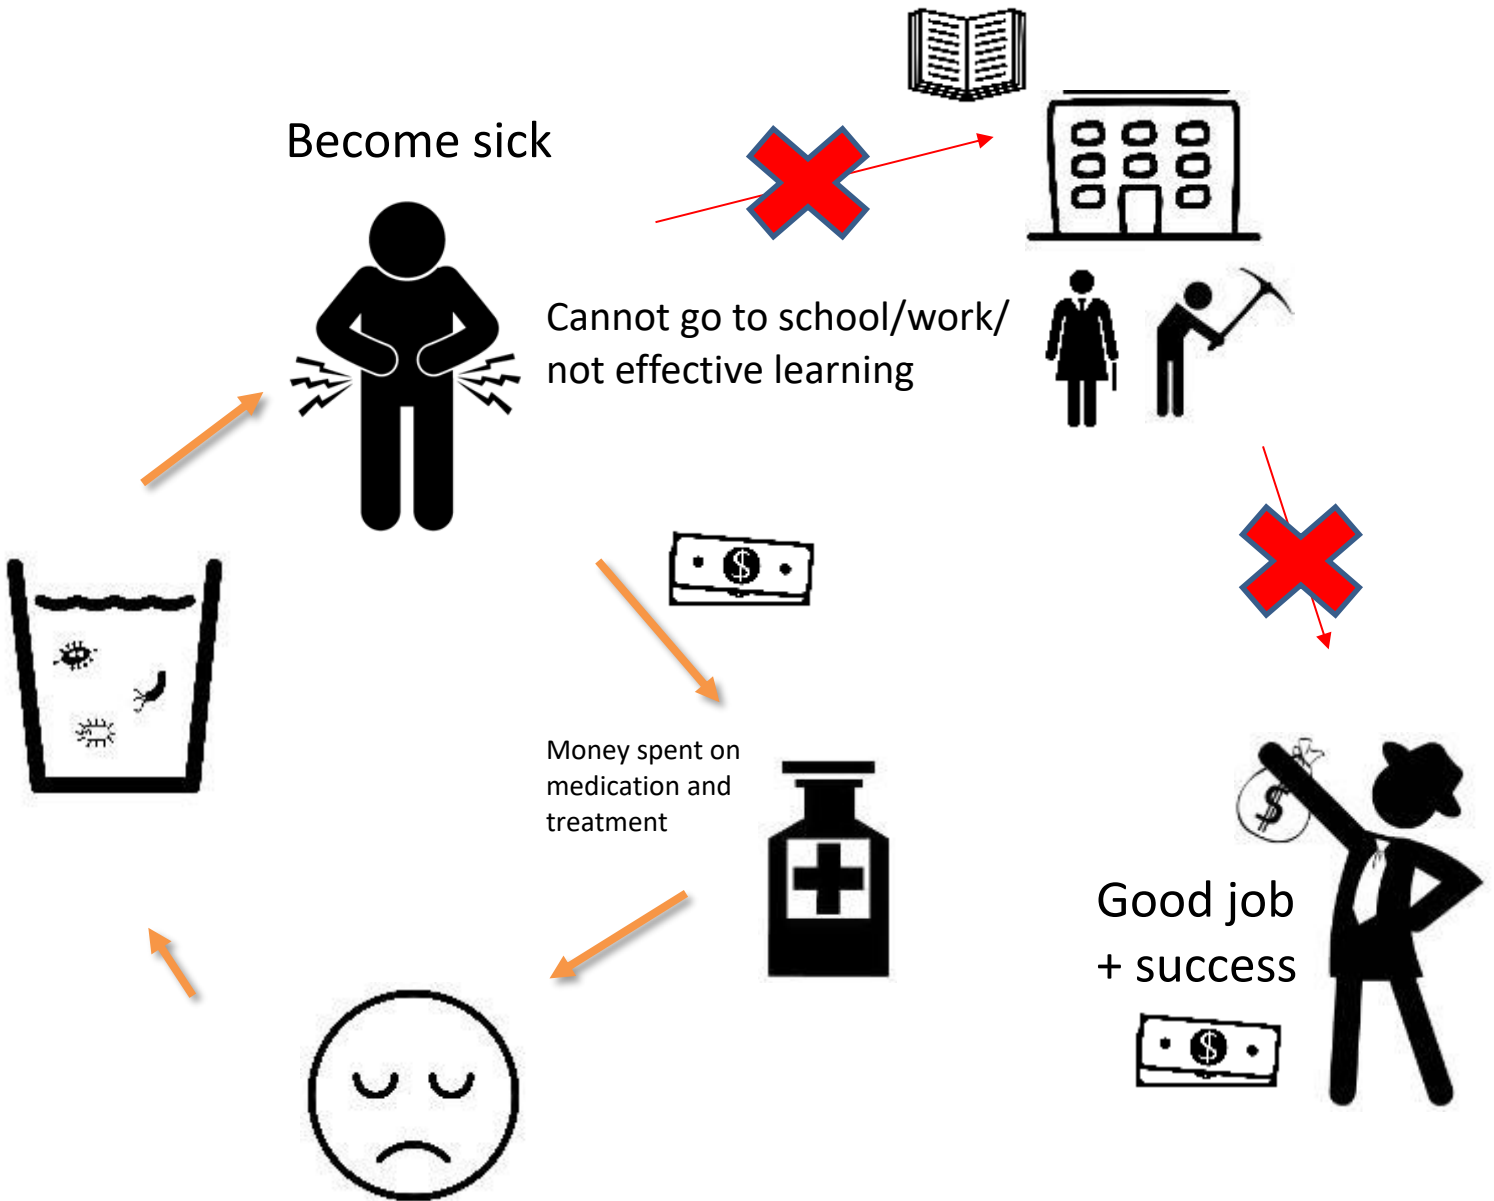 Become sick
Cannot go to school/work/
not effective learning
$
Money spent on
medication and
treatment
$
Good job
+ success
$